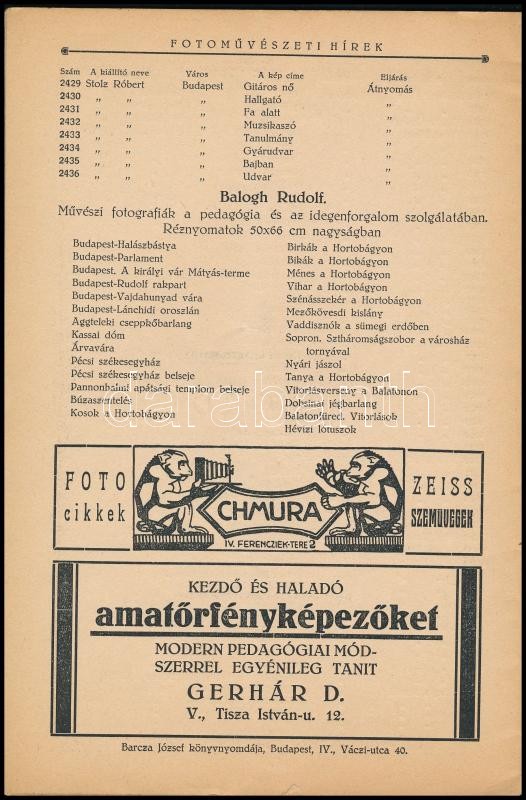 FOTOMŰVÉSZETI HÍREK
Szám A kiállító neve Város A kép címe Eljárás
2429 Stolz Róbert Budapest Gitáros nő Átnyomás
2430 „ „ „ Hallgató „
2431 „ „ „ Fa alatt „
2432 „ „ „ Muzsikaszó „
2433 „ „ „ Tanulmány „
2434 „ „ „ Gyárudvar „
2435 „ „ „ Bajban „
2436 „ „ „ Udvar „
Balogh Rudolf.
Művészi fotografiák a pedagógia és az idegenforgalom szolgálatában.
Réznyomatok 50x66 cm nagyságban
Budapest-Halászbástya
Budapest-Parlament
Budapest. A királyi vár Mátyás-terme
Budapest-Rudolf rakpart
Budapest-Vajdahunyad vára
Budapest-Lánchidi oroszlán
Aggteleki cseppkőbarlang
Kassai dóm
Árvavára
Pécsi székesegyház
Pécsi székesegyház belseje
Pannonhalmi apátsági templom belseje
Búzaszentelés
Kosok a Hortobágyon
Birkák a Hortobágyon
Bikák a Hortobágyon
Ménes a Hortobágyon
Vihar a Hortobágyon
Szénásszekér a Hortobágyon
Mezőkövesdi kislány
Vaddisznók a sümegi erdőben
Sopron. Sztháromságszobor a városház
tornyával
Nyári jászol
Tanya a Hortobágyon
Vitorlásverseny a Balatonon
Dobsinai jégbarlang
Balatonfüred. Vitorlások
Hévizi lótuszok
darabanth
FOTO
cikkek
CHMURA
IV. FERENCZIEK-TERE 2
ZEISS
SZEMÜVEGEK
KEZDŐ ÉS HALADÓ
amatőrfényképezőket
MODERN PEDAGÓGIAI MÓD-
SZERREL EGYÉNILEG TANIT
GERHÁR D.
V., Tisza István-u. 12.
Barcza József könyvnyomdája, Budapest, IV., Váczi-utca 40.